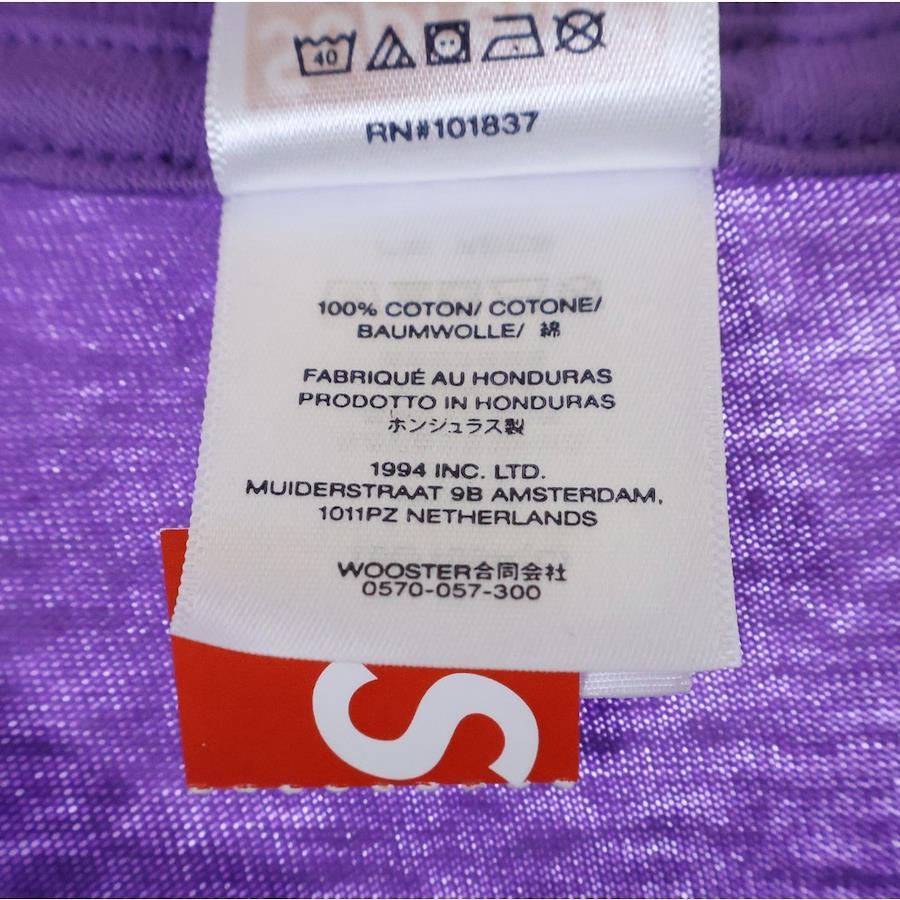 40
RN#101837
100% COTON/ COTONE/
BAUMWOLLE/ 綿
FABRIQUÉ AU HONDURAS
PRODOTTO IN HONDURAS
ホンジュラス製
1994 INC. LTD.
MUIDERSTRAAT 9B AMSTERDAM,
1011PZ NETHERLANDS
WOOSTER合同会社
0570-057-300
S